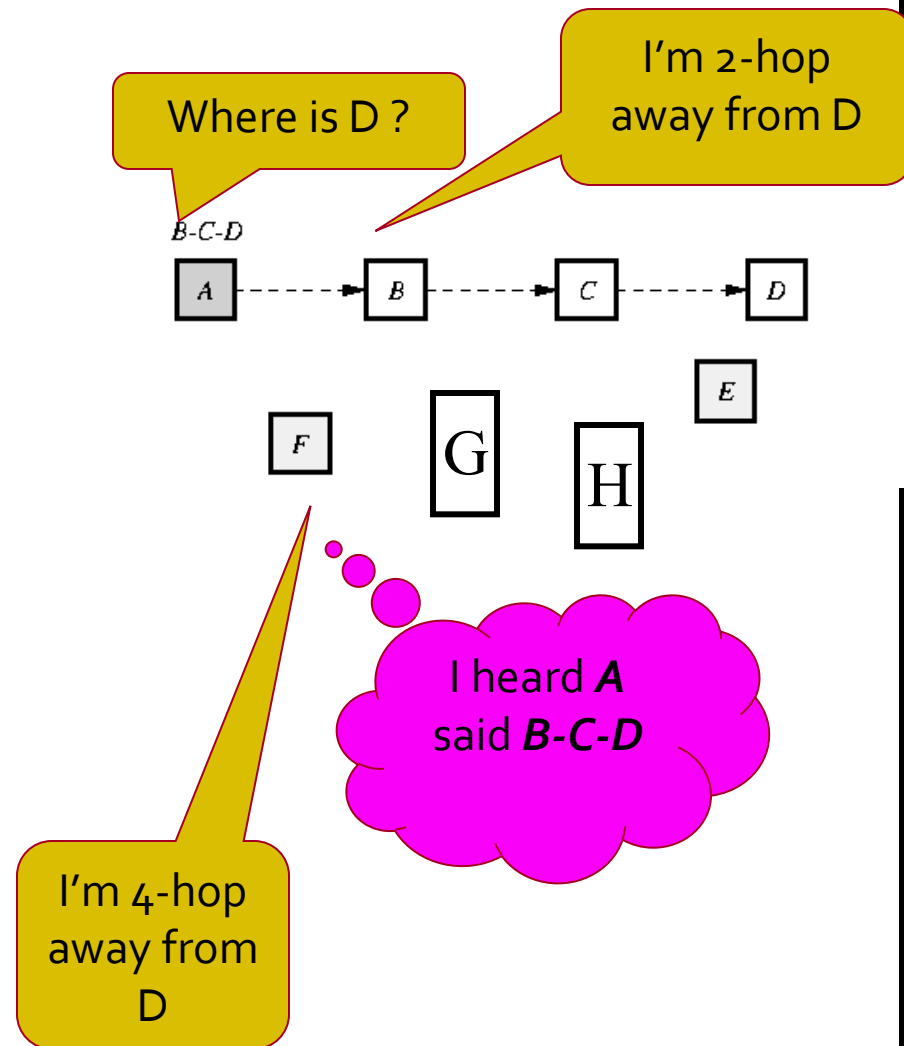 I'm 2-hop
away from D
Where is D ?
B-C-D
A
B
C
D
E
F
G
H
I heard A
said B-C-D
I'm 4-hop
away from
D